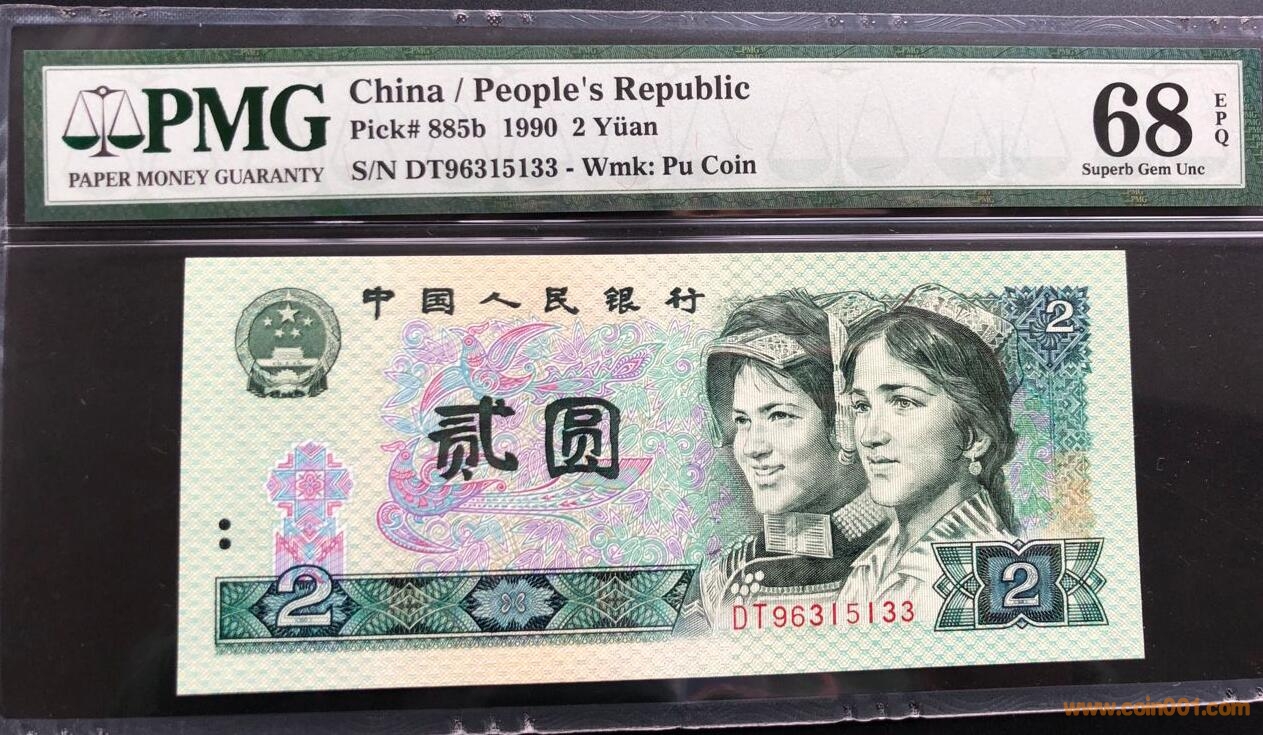 PMG
PAPER MONEY GUARANTY
China / People's Republic
Pick# 885b 1990 2 Yüan
S/N DT96315133 - Wmk: Pu Coin
68
EPQ
Superb Gem Unc
中国人民银行
2
贰圆
2
DT96315133
2
www.coin001.com